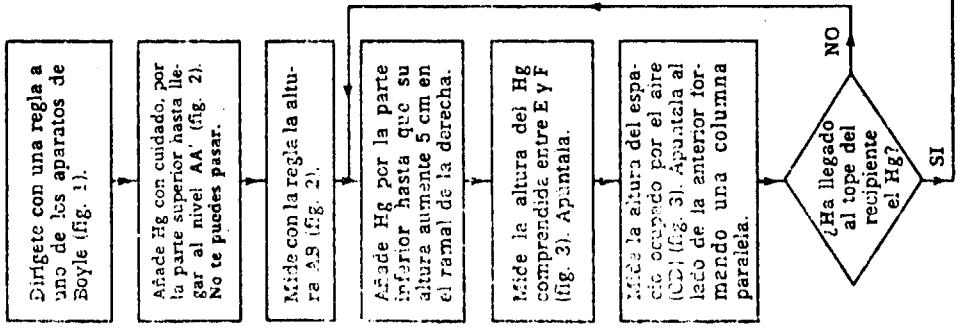 Dirígete con una regla a
uno de los aparatos de
Boyle (fig. 1).
Añade Hg con cuidado, por
la parte superior hasta lle-
gar al nivel AA' (fig. 2).
No te puedes pasar.
Mide con la regla la altu-
ra AB (fig. 2).
Añade Hg por la parte
inferior hasta que su
altura aumente 5 cm en
el ramal de la derecha.
Mide la altura del Hg
comprendida entre E y F
(fig. 3). Apúntala.
Mide la altura del espa-
cio ocupado por el aire
(CD) (fig. 3). Apúntala al
lado de la anterior for-
mando una columna
paralela.
¿Ha llegado
al tope del
recipiente
el Hg?
NO
SI